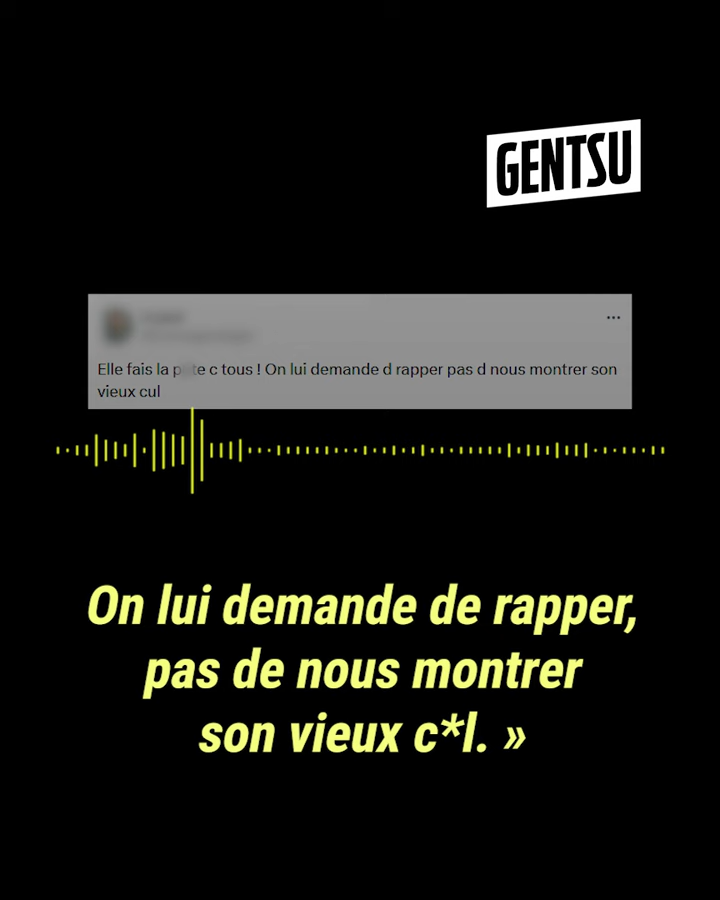 GENTSU
...
Elle fais la p te c tous ! On lui demande d rapper pas d nous montrer son
vieux cul
On lui demande de rapper,
pas de nous montrer
son vieux c*l. »